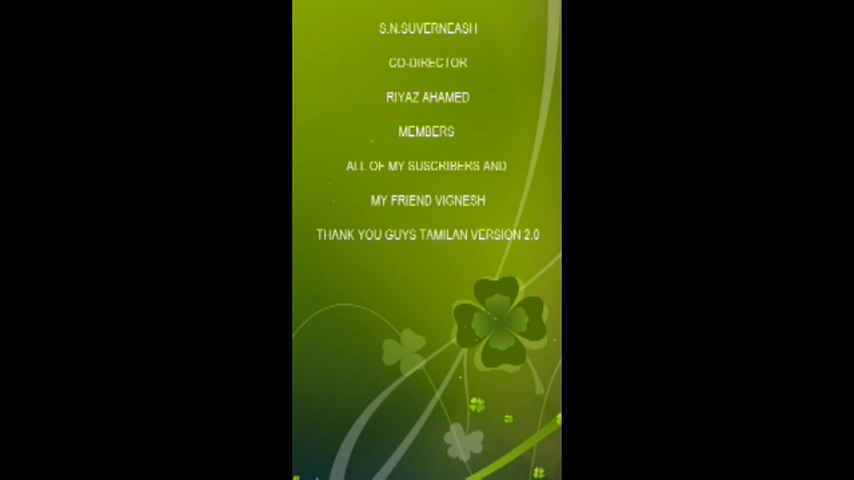 S.N.SUVERNEASH
CO-DIRECTOR
RIYAZ AHAMED
MEMBERS
ALL OF MY SUSCRIBERS AND
MY FRIEND VIGNESH
THANK YOU GUYS TAMILAN VERSION 2.0